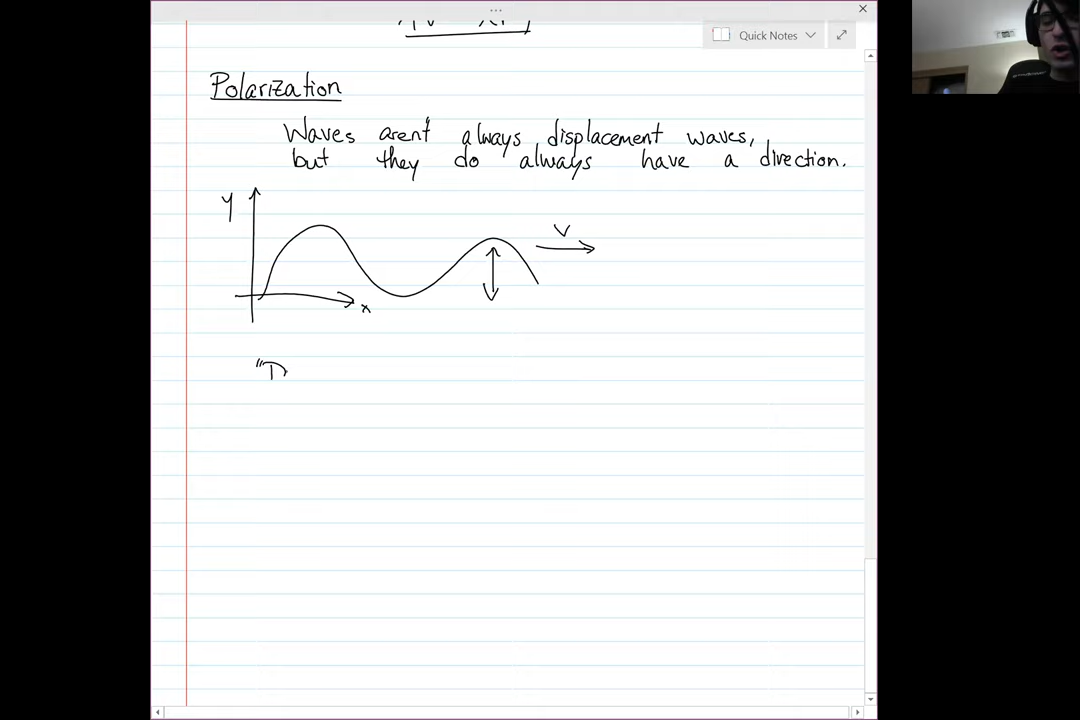 Quick Notes
Polarization
Waves aren't always displacement waves,
but they do always have a direction.
y
v
x